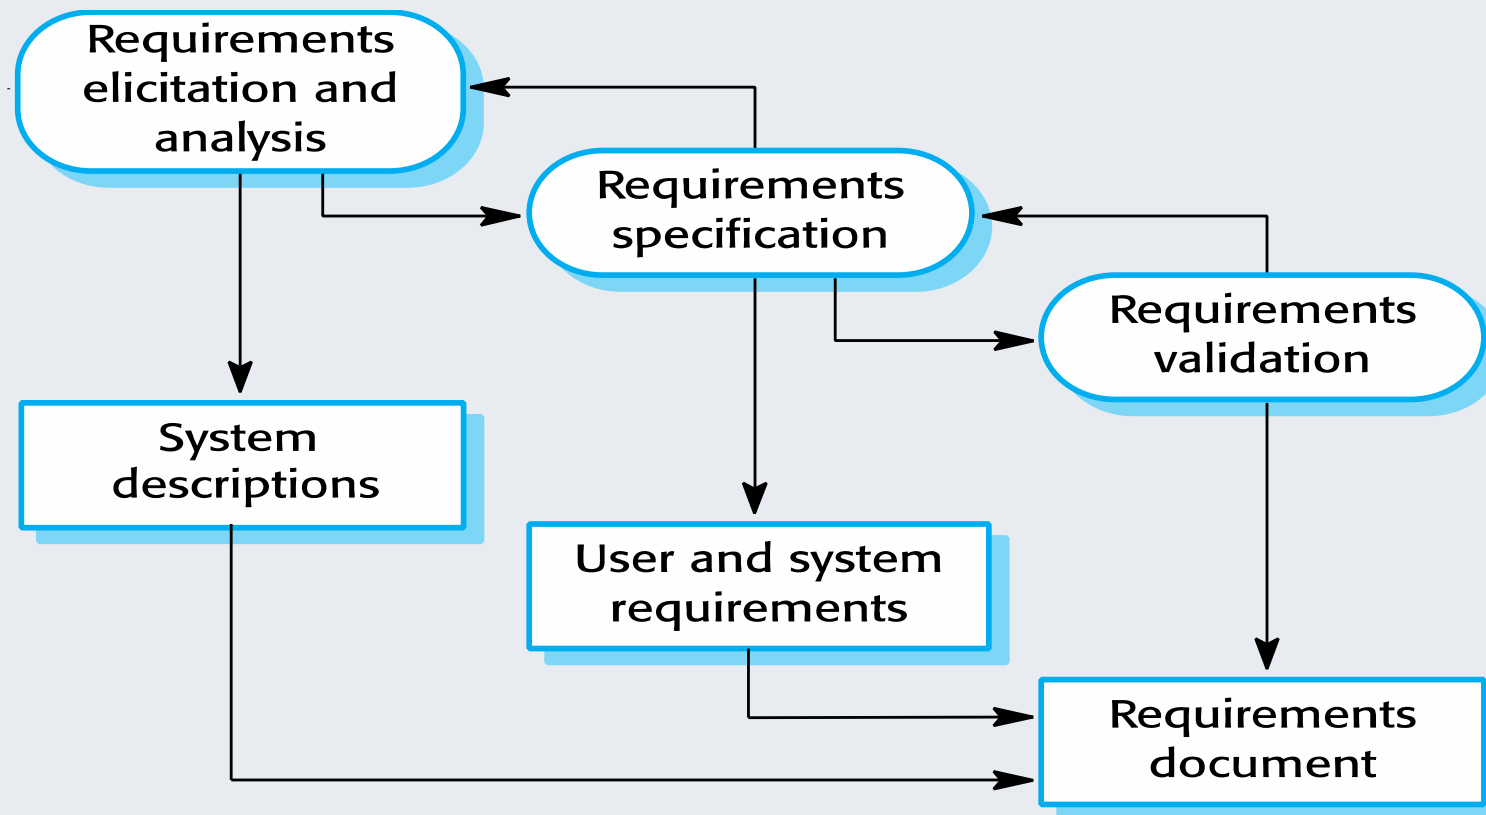 Requirements
elicitation and
analysis
Requirements
specification
Requirements
validation
System
descriptions
User and system
requirements
Requirements
document